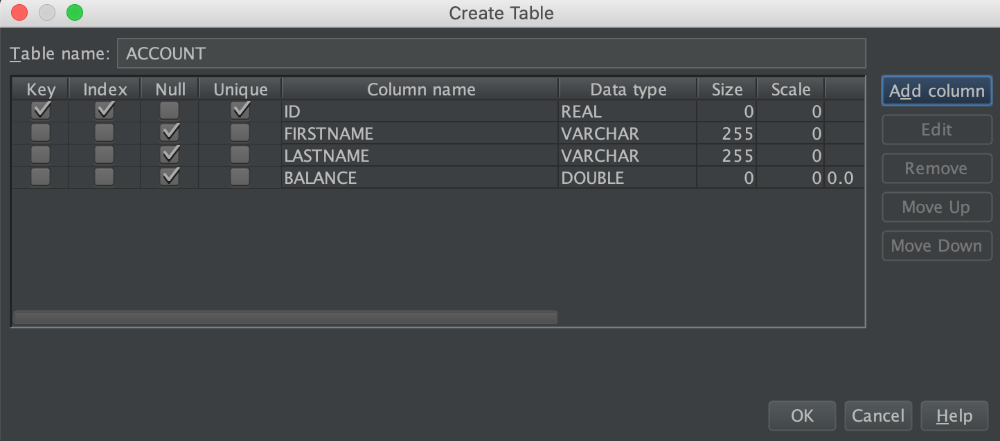 Create Table
Table name: ACCOUNT
Key Index Null Unique Column name Data type Size Scale
ID REAL 0 0
FIRSTNAME VARCHAR 255 0
LASTNAME VARCHAR 255 0
BALANCE DOUBLE 0 0 0.0
Add column
Edit
Remove
Move Up
Move Down
OK Cancel Help